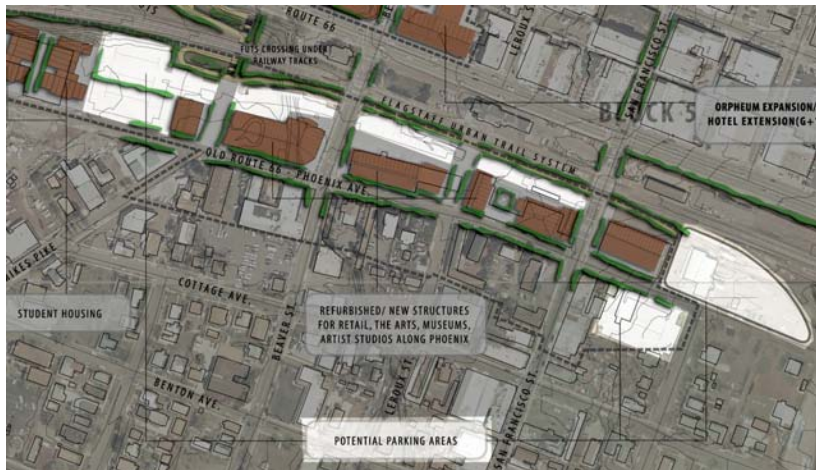 ROUTE 66
LEROUX S
SAN FRANCISCO ST.
FUTS CROSSING UNDER
RAILWAY TRACKS
FLAGSTAFF URBAN TRAIL SYSTEM
BLOCK 5
ORPHEUM EXPANSION/
HOTEL EXTENSION(G+
OLD ROUTE 66 - PHOENIX AVE.
IKES PIKE
COTTAGE AVE.
STUDENT HOUSING
BEAVER ST.
REFURBISHED/ NEW STRUCTURES
FOR RETAIL, THE ARTS, MUSEUMS,
ARTIST STUDIOS ALONG PHOENIX
BENTON AVE.
LEROUX S
SAN FRANCISCO ST.
POTENTIAL PARKING AREAS